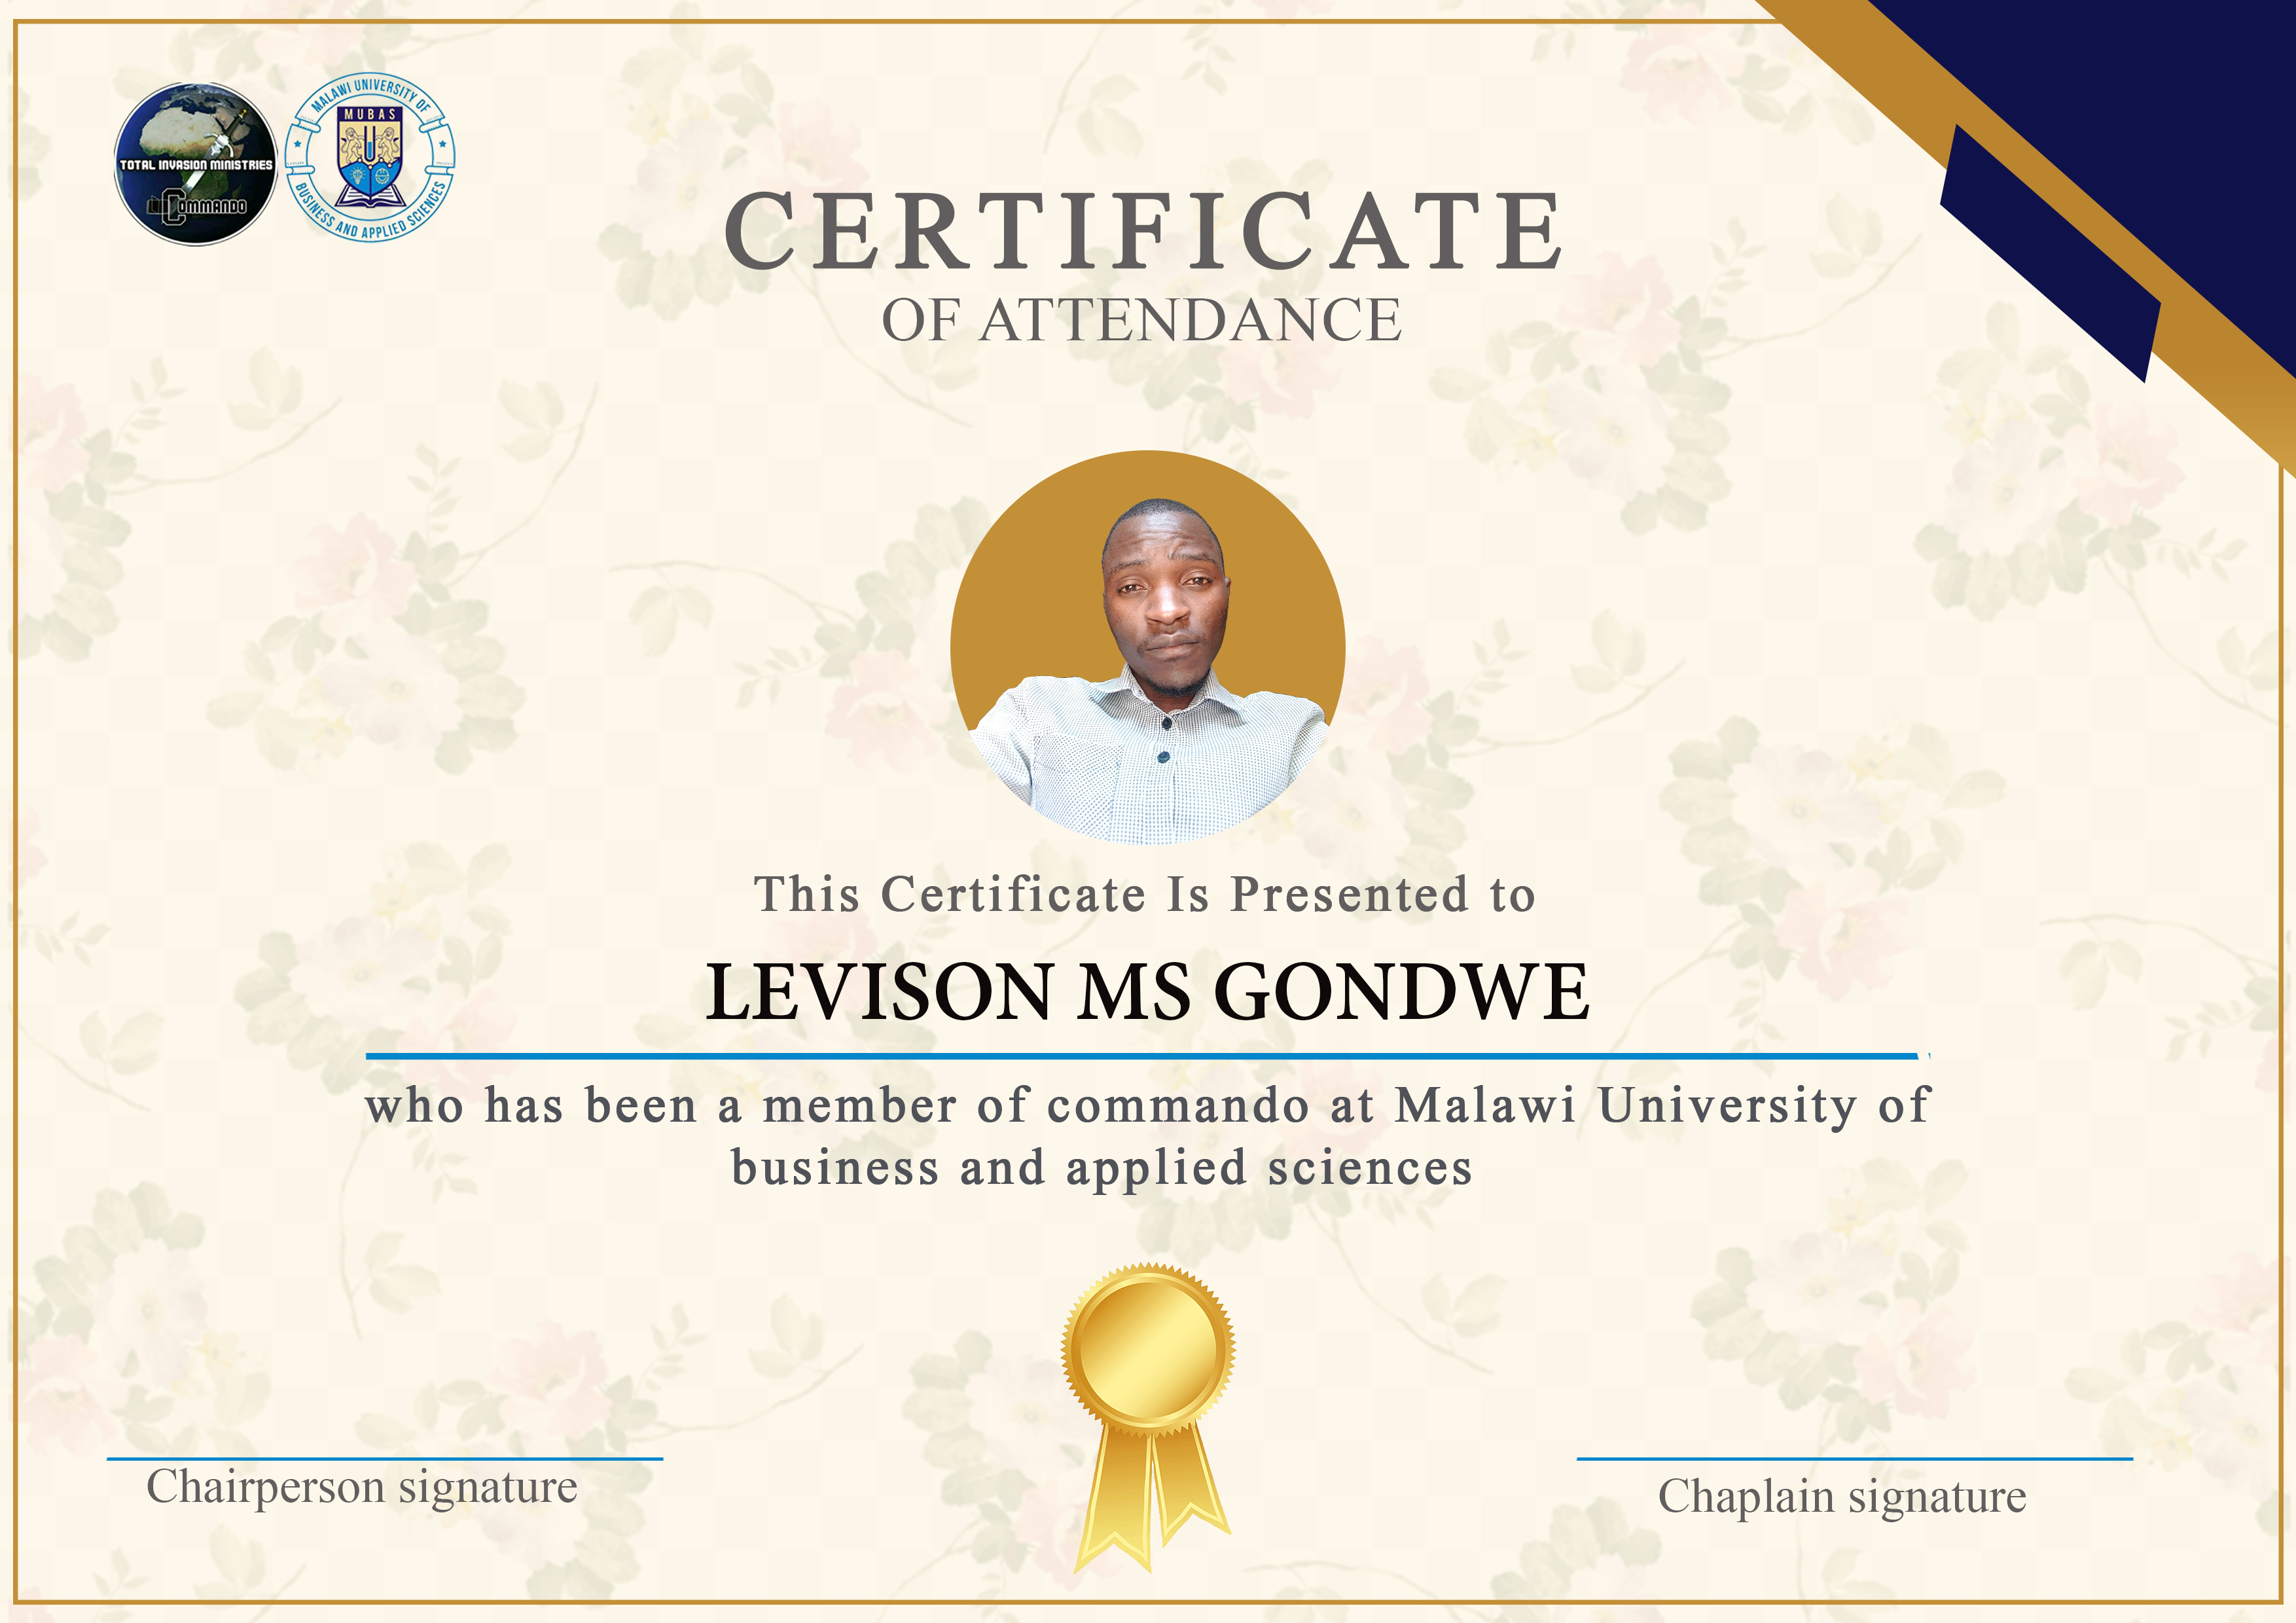 TOTAL INVASION MINISTRIES
Commando
MALAWI UNIVERSITY OF
MUBAS
BUSINESS AND APPLIED SCIENCES
CERTIFICATE
OF ATTENDANCE
This Certificate Is Presented to
LEVISON MS GONDWE
who has been a member of commando at Malawi University of
business and applied sciences
Chairperson signature
Chaplain signature